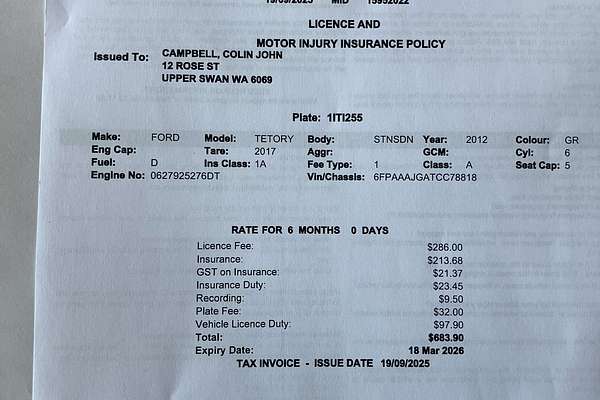 19/09/2025 MID 15952022
LICENCE AND
MOTOR INJURY INSURANCE POLICY
Issued To: CAMPBELL, COLIN JOHN
12 ROSE ST
UPPER SWAN WA 6069
Plate: 1ITI255
Make: FORD Model: TETORY Body: STNSDN Year: 2012 Colour: GR
Eng Cap: Tare: 2017 Aggr: GCM: Cyl: 6
Fuel: D Ins Class: 1A Fee Type: 1 Class: A Seat Cap: 5
Engine No: 0627925276DT Vin/Chassis: 6FPAAAJGATCC78818
RATE FOR 6 MONTHS 0 DAYS
Licence Fee: $286.00
Insurance: $213.68
GST on Insurance: $21.37
Insurance Duty: $23.45
Recording: $9.50
Plate Fee: $32.00
Vehicle Licence Duty: $97.90
Total: $683.90
Expiry Date: 18 Mar 2026
TAX INVOICE - ISSUE DATE 19/09/2025